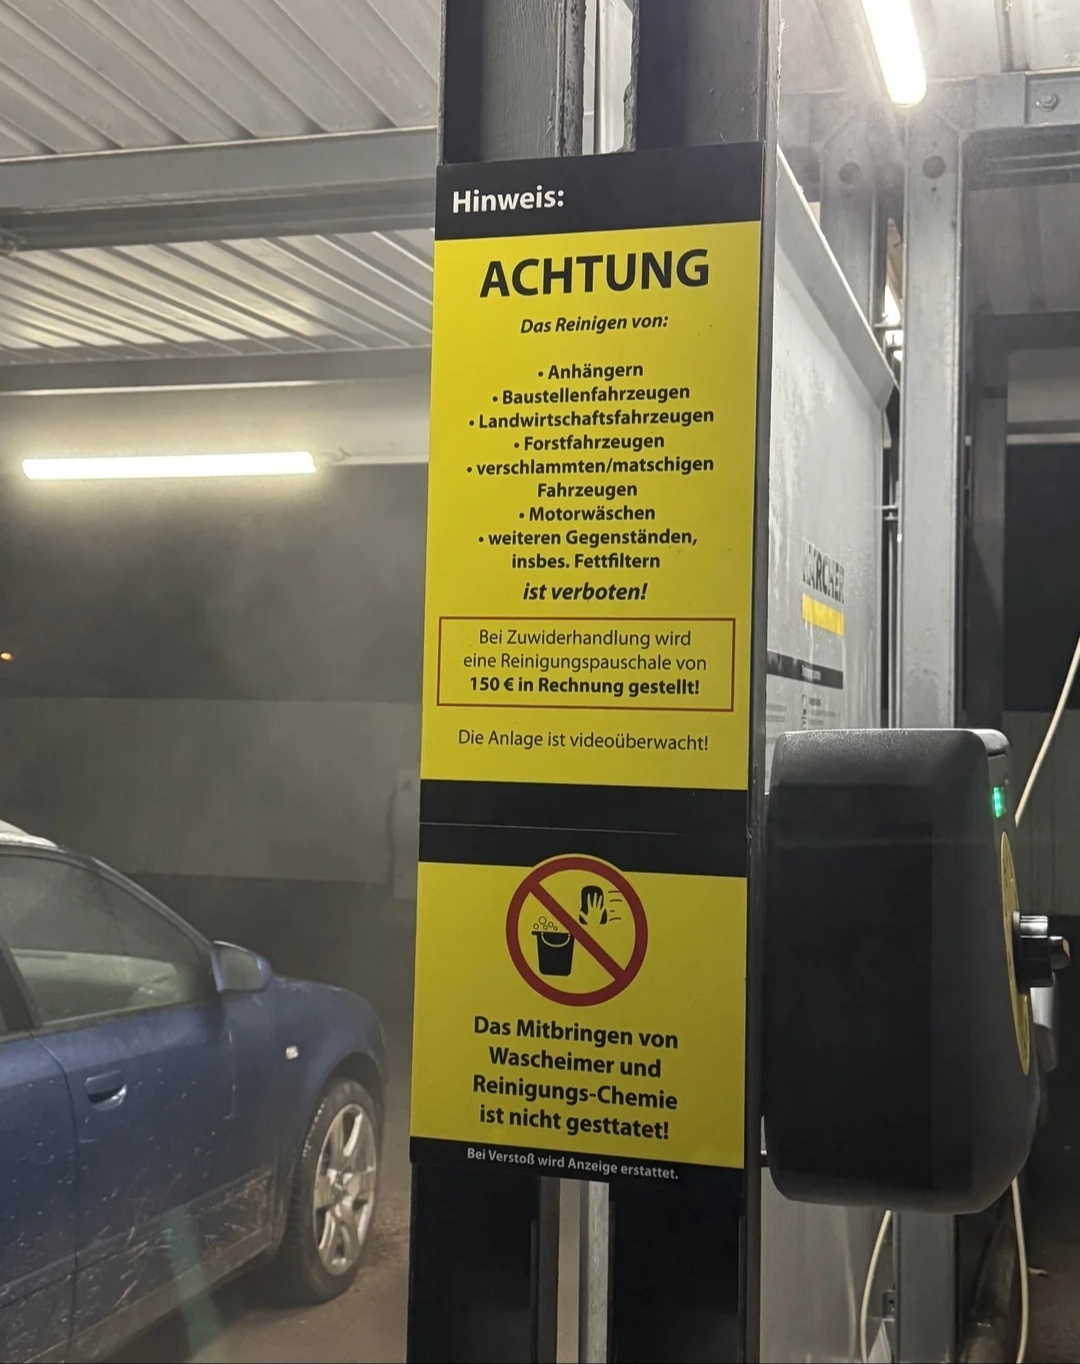 Hinweis:
ACHTUNG
Das Reinigen von:
• Anhängern
• Baustellenfahrzeugen
• Landwirtschaftsfahrzeugen
• Forstfahrzeugen
• verschlammten/matschigen
Fahrzeugen
• Motorwäschen
• weiteren Gegenständen,
insbes. Fettfiltern
ist verboten!
Bei Zuwiderhandlung wird
eine Reinigungspauschale von
150 € in Rechnung gestellt!
Die Anlage ist videoüberwacht!
Das Mitbringen von
Wascheimer und
Reinigungs-Chemie
ist nicht gesttatet!
Bei Verstoß wird Anzeige erstattet.
KÄRCHER